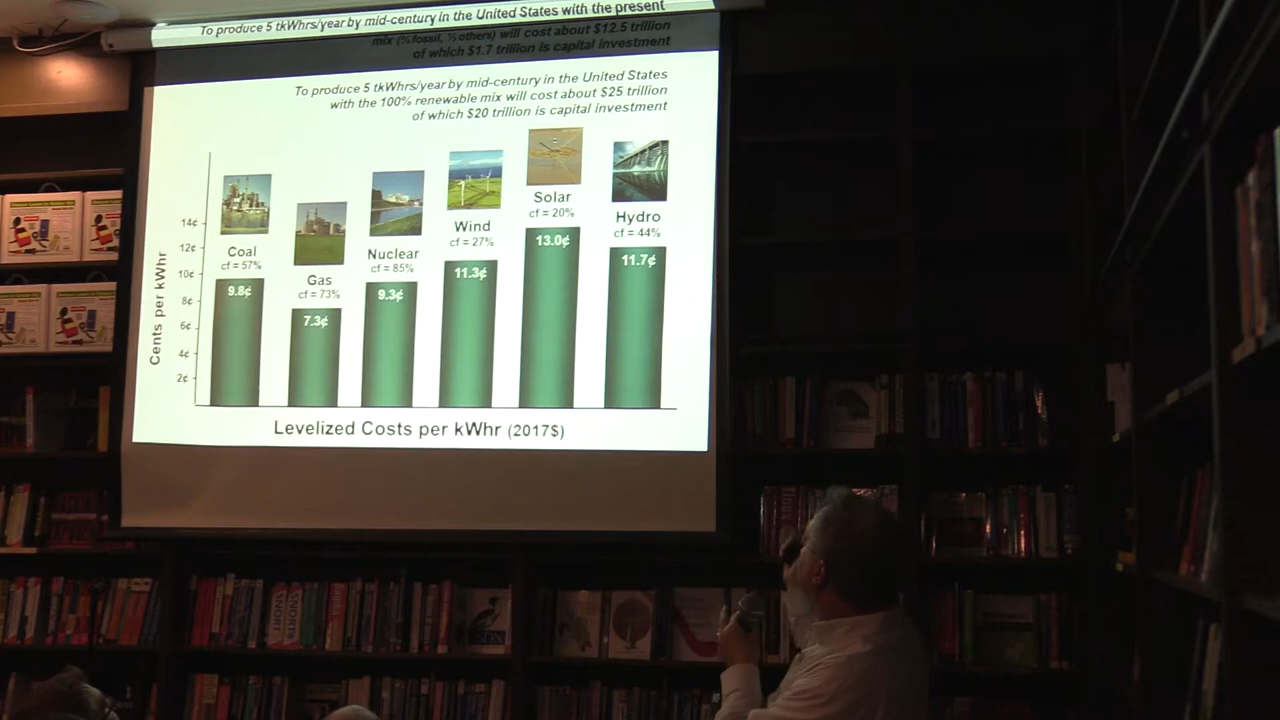 To produce 5 tkWhrs/year by mid-century in the United States with the present
mix (⅔ fossil, ⅓ others) will cost about $12.5 trillion
of which $1.7 trillion is capital investment
To produce 5 tkWhrs/year by mid-century in the United States
with the 100% renewable mix will cost about $25 trillion
of which $20 trillion is capital investment
Cents per kWhr
14¢
12¢
10¢
8¢
6¢
4¢
2¢
Coal
cf = 57%
9.8¢
Gas
cf = 73%
7.3¢
Nuclear
cf = 85%
9.3¢
Wind
cf = 27%
11.3¢
Solar
cf = 20%
13.0¢
Hydro
cf = 44%
11.7¢
Levelized Costs per kWhr (2017$)